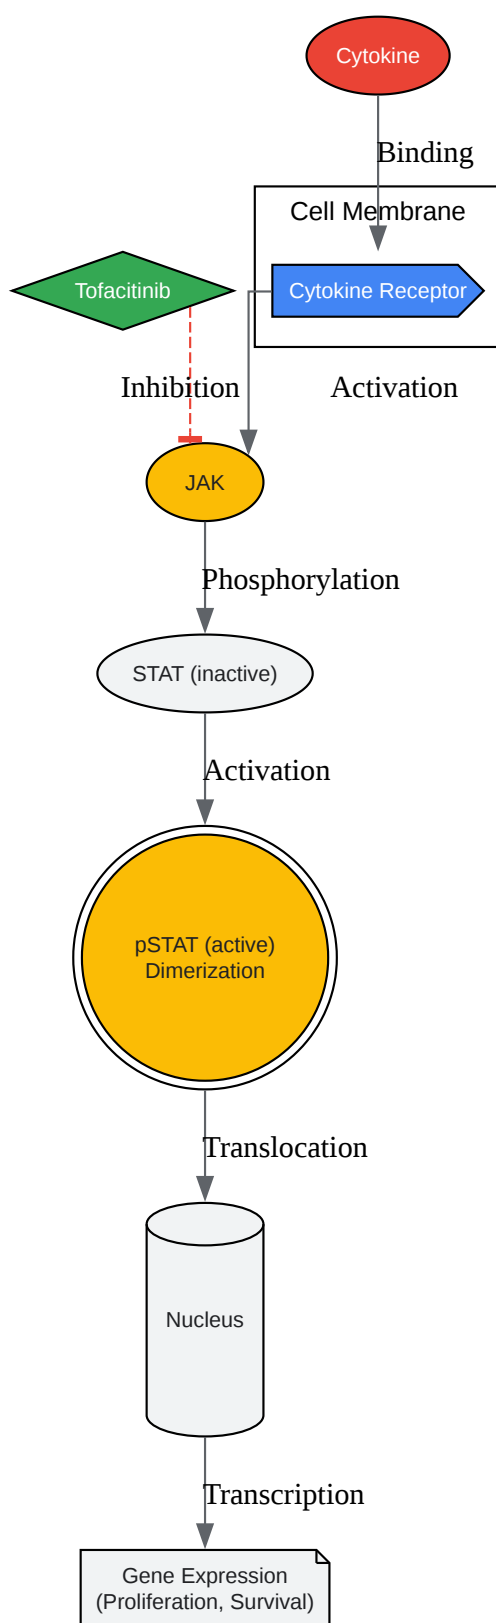 Cytokine
Binding
Cell Membrane
Tofacitinib
Cytokine Receptor
Inhibition
Activation
JAK
Phosphorylation
STAT (inactive)
Activation
pSTAT (active)
Dimerization
Translocation
Nucleus
Transcription
Gene Expression
(Proliferation, Survival)